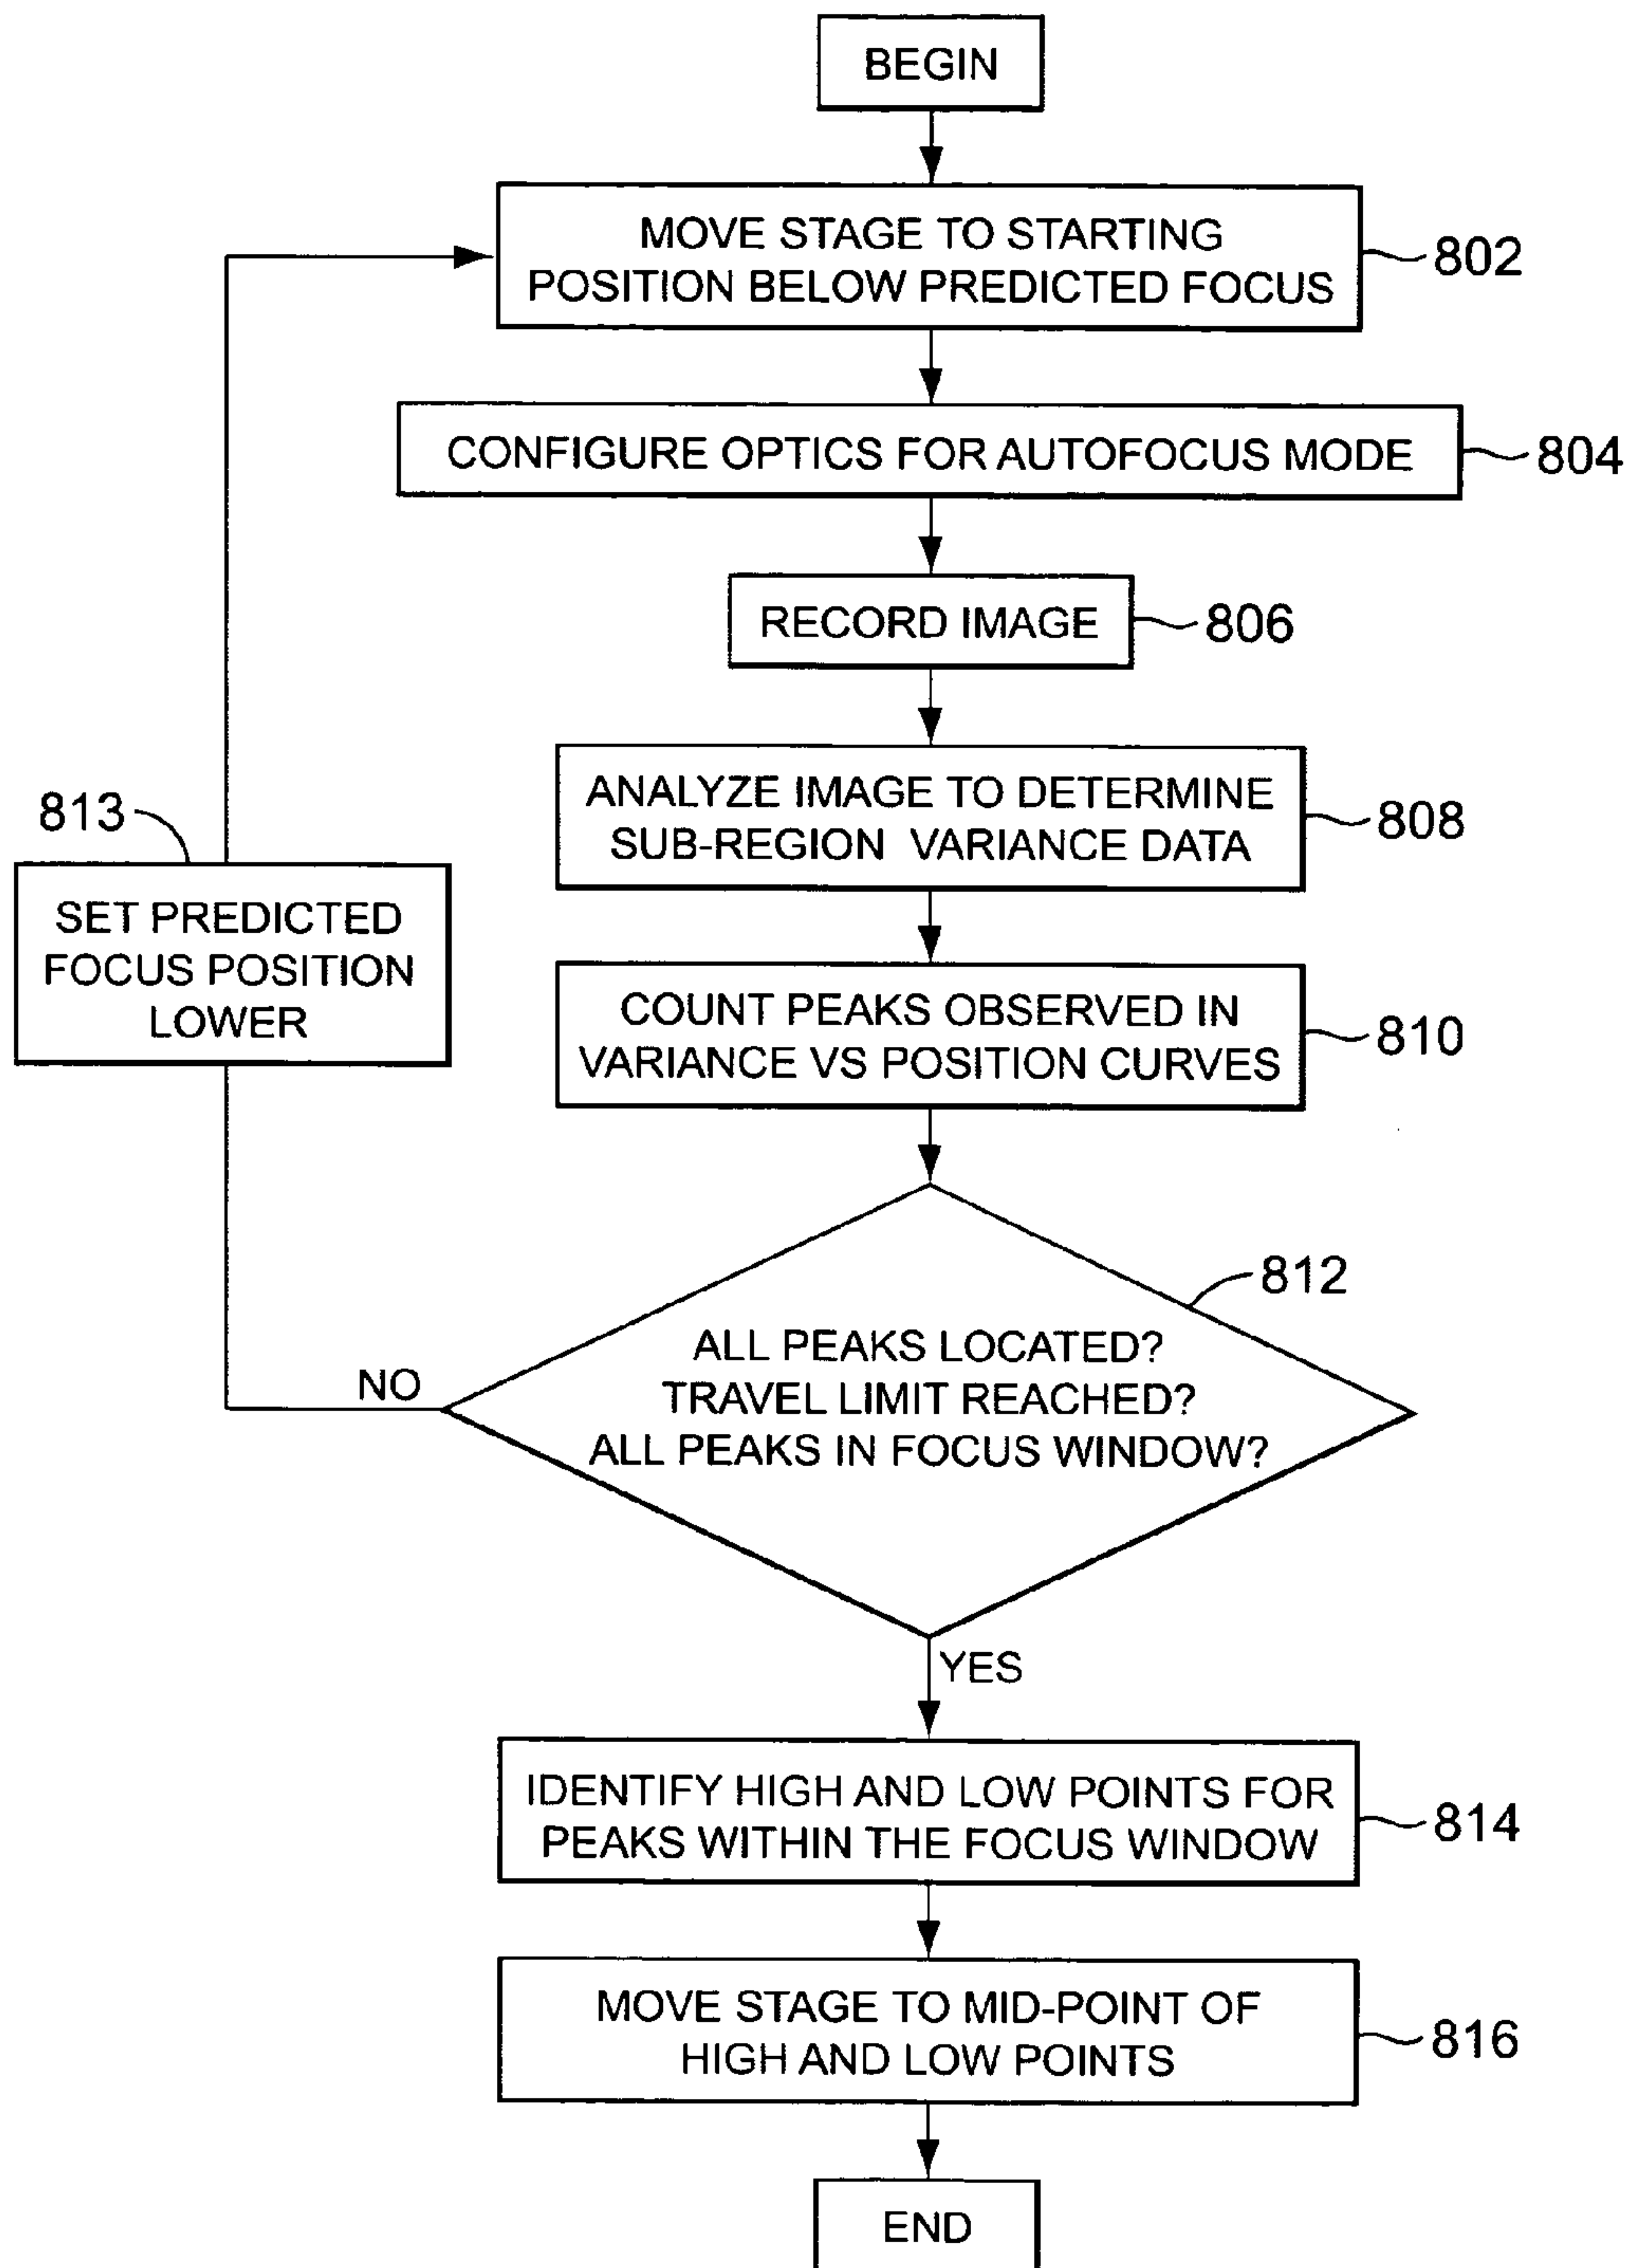 BEGIN
MOVE STAGE TO STARTING
POSITION BELOW PREDICTED FOCUS
802
CONFIGURE OPTICS FOR AUTOFOCUS MODE
804
RECORD IMAGE
806
ANALYZE IMAGE TO DETERMINE
SUB-REGION VARIANCE DATA
808
813
SET PREDICTED
FOCUS POSITION
LOWER
COUNT PEAKS OBSERVED IN
VARIANCE VS POSITION CURVES
810
812
ALL PEAKS LOCATED?
TRAVEL LIMIT REACHED?
ALL PEAKS IN FOCUS WINDOW?
NO
YES
IDENTIFY HIGH AND LOW POINTS FOR
PEAKS WITHIN THE FOCUS WINDOW
814
MOVE STAGE TO MID-POINT OF
HIGH AND LOW POINTS
816
END